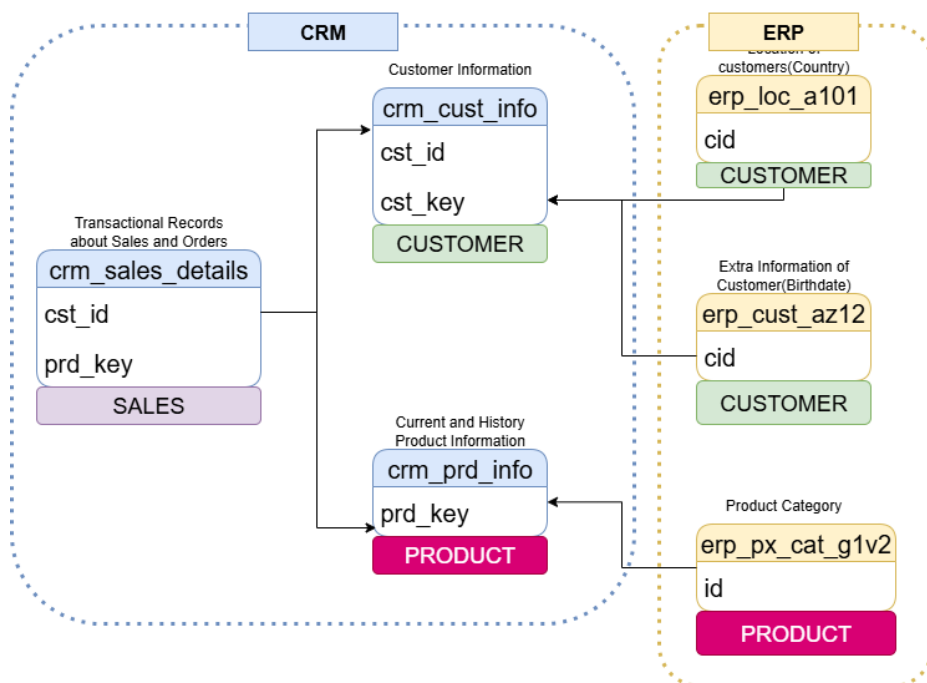 CRM
ERP
Customer Information
crm_cust_info
cst_id
cst_key
CUSTOMER
Transactional Records
about Sales and Orders
crm_sales_details
cst_id
prd_key
SALES
Current and History
Product Information
crm_prd_info
prd_key
PRODUCT
Location of
customers(Country)
erp_loc_a101
cid
CUSTOMER
Extra Information of
Customer(Birthdate)
erp_cust_az12
cid
CUSTOMER
Product Category
erp_px_cat_g1v2
id
PRODUCT